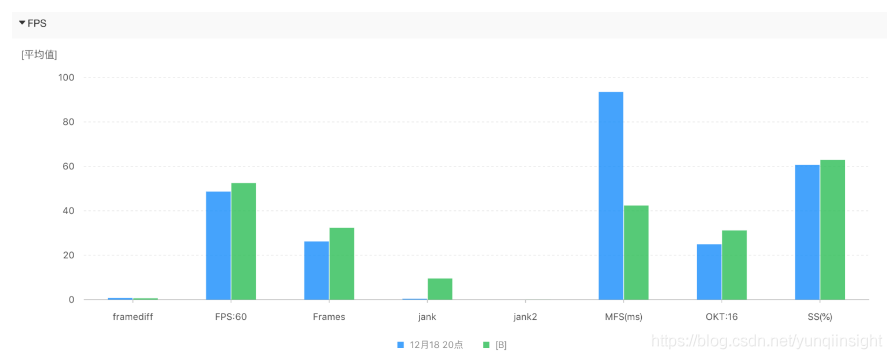 FPS
[平均值]
100
80
60
40
20
0
framediff FPS:60 Frames jank jank2 MFS(ms) OKT:16 SS(%)
12月18 20点 [B]
https://blog.csdn.net/yunqiinsight